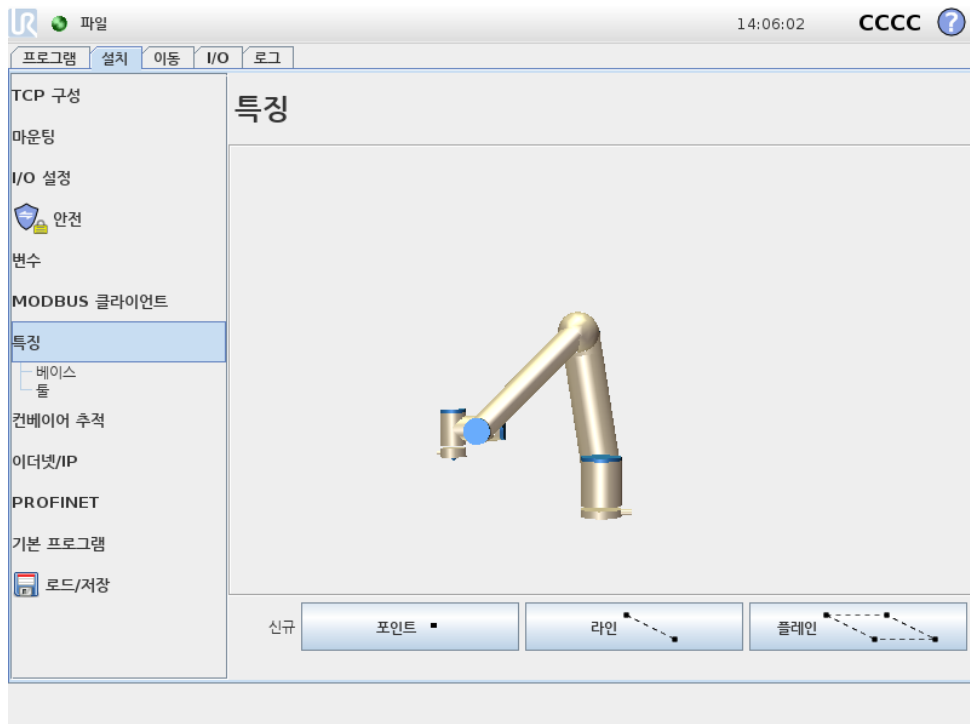 UR 파일 14:06:02 CCCC ?
프로그램 설치 이동 I/O 로그
TCP 구성
마운팅
I/O 설정
안전
변수
MODBUS 클라이언트
특징
베이스
툴
컨베이어 추적
이더넷/IP
PROFINET
기본 프로그램
로드/저장
특징
신규 포인트 라인 플레인